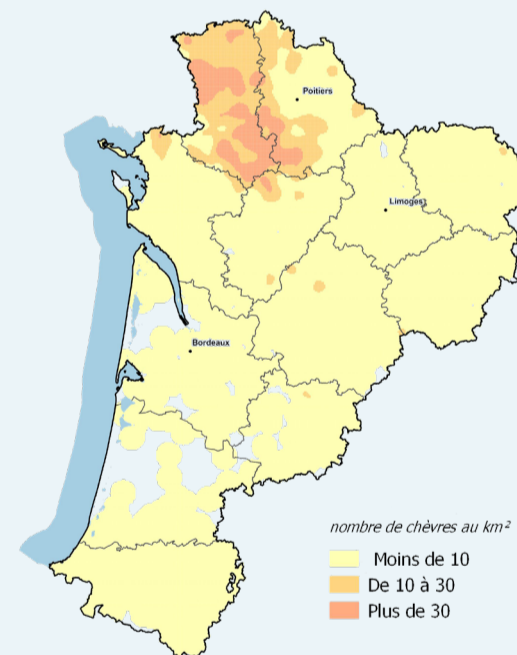 Poitiers
Limoges
Bordeaux
nombre de chèvres au km²
Moins de 10
De 10 à 30
Plus de 30